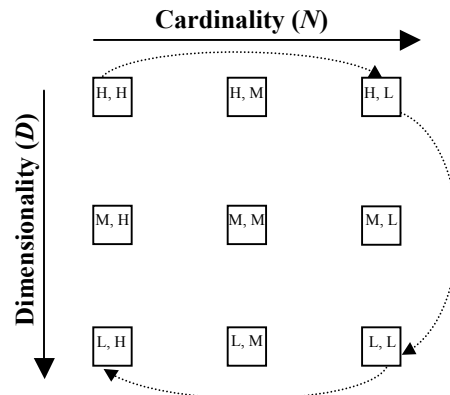 Cardinality (N)
H, H
H, M
H, L
Dimensionality (D)
M, H
M, M
M, L
L, H
L, M
L, L